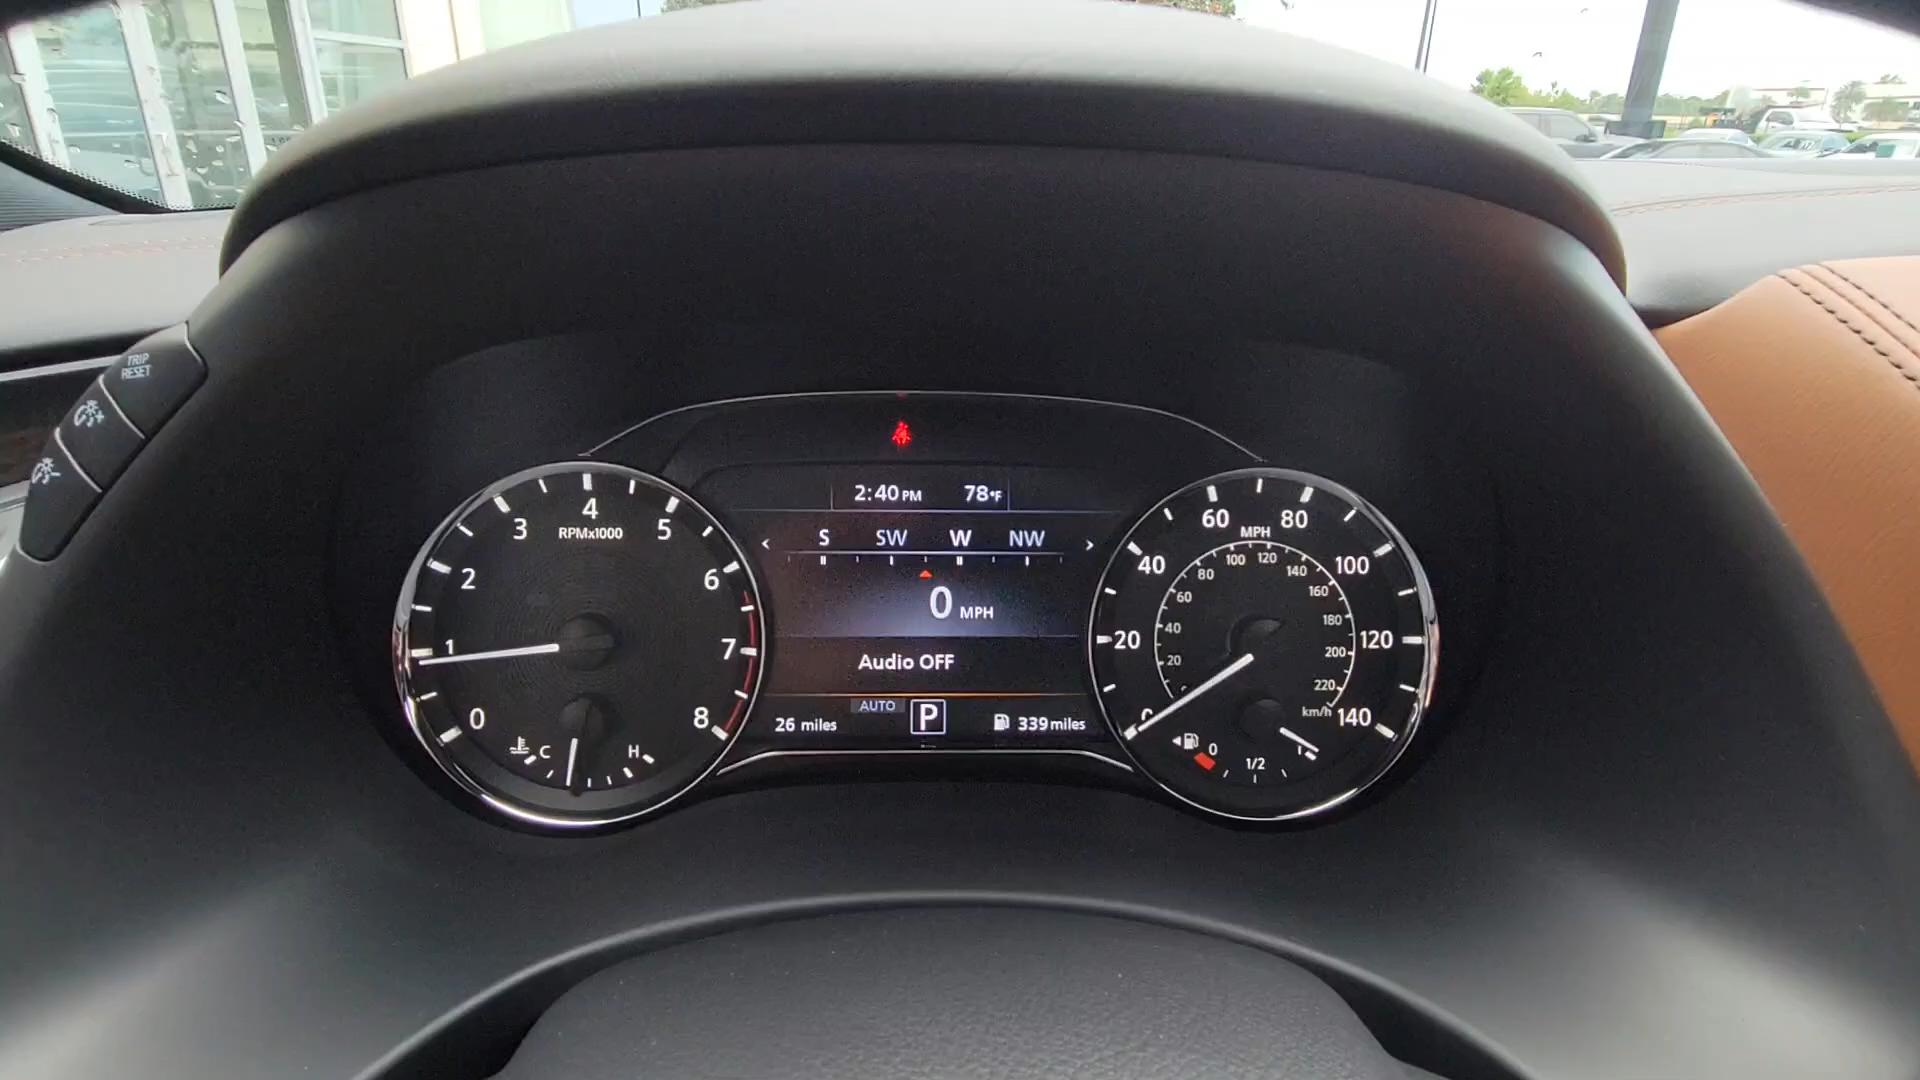 TRIP
RESET
2:40 PM 78°F
S SW W NW
0 MPH
Audio OFF
AUTO
26 miles P 339 miles
0 1 2 3 4 5 6 7 8
RPMx1000
C H
0 20 40 60 80 100 120 140
MPH
20 40 60 80 100 120 140 160 180 200 220
km/h
0 1/2 1